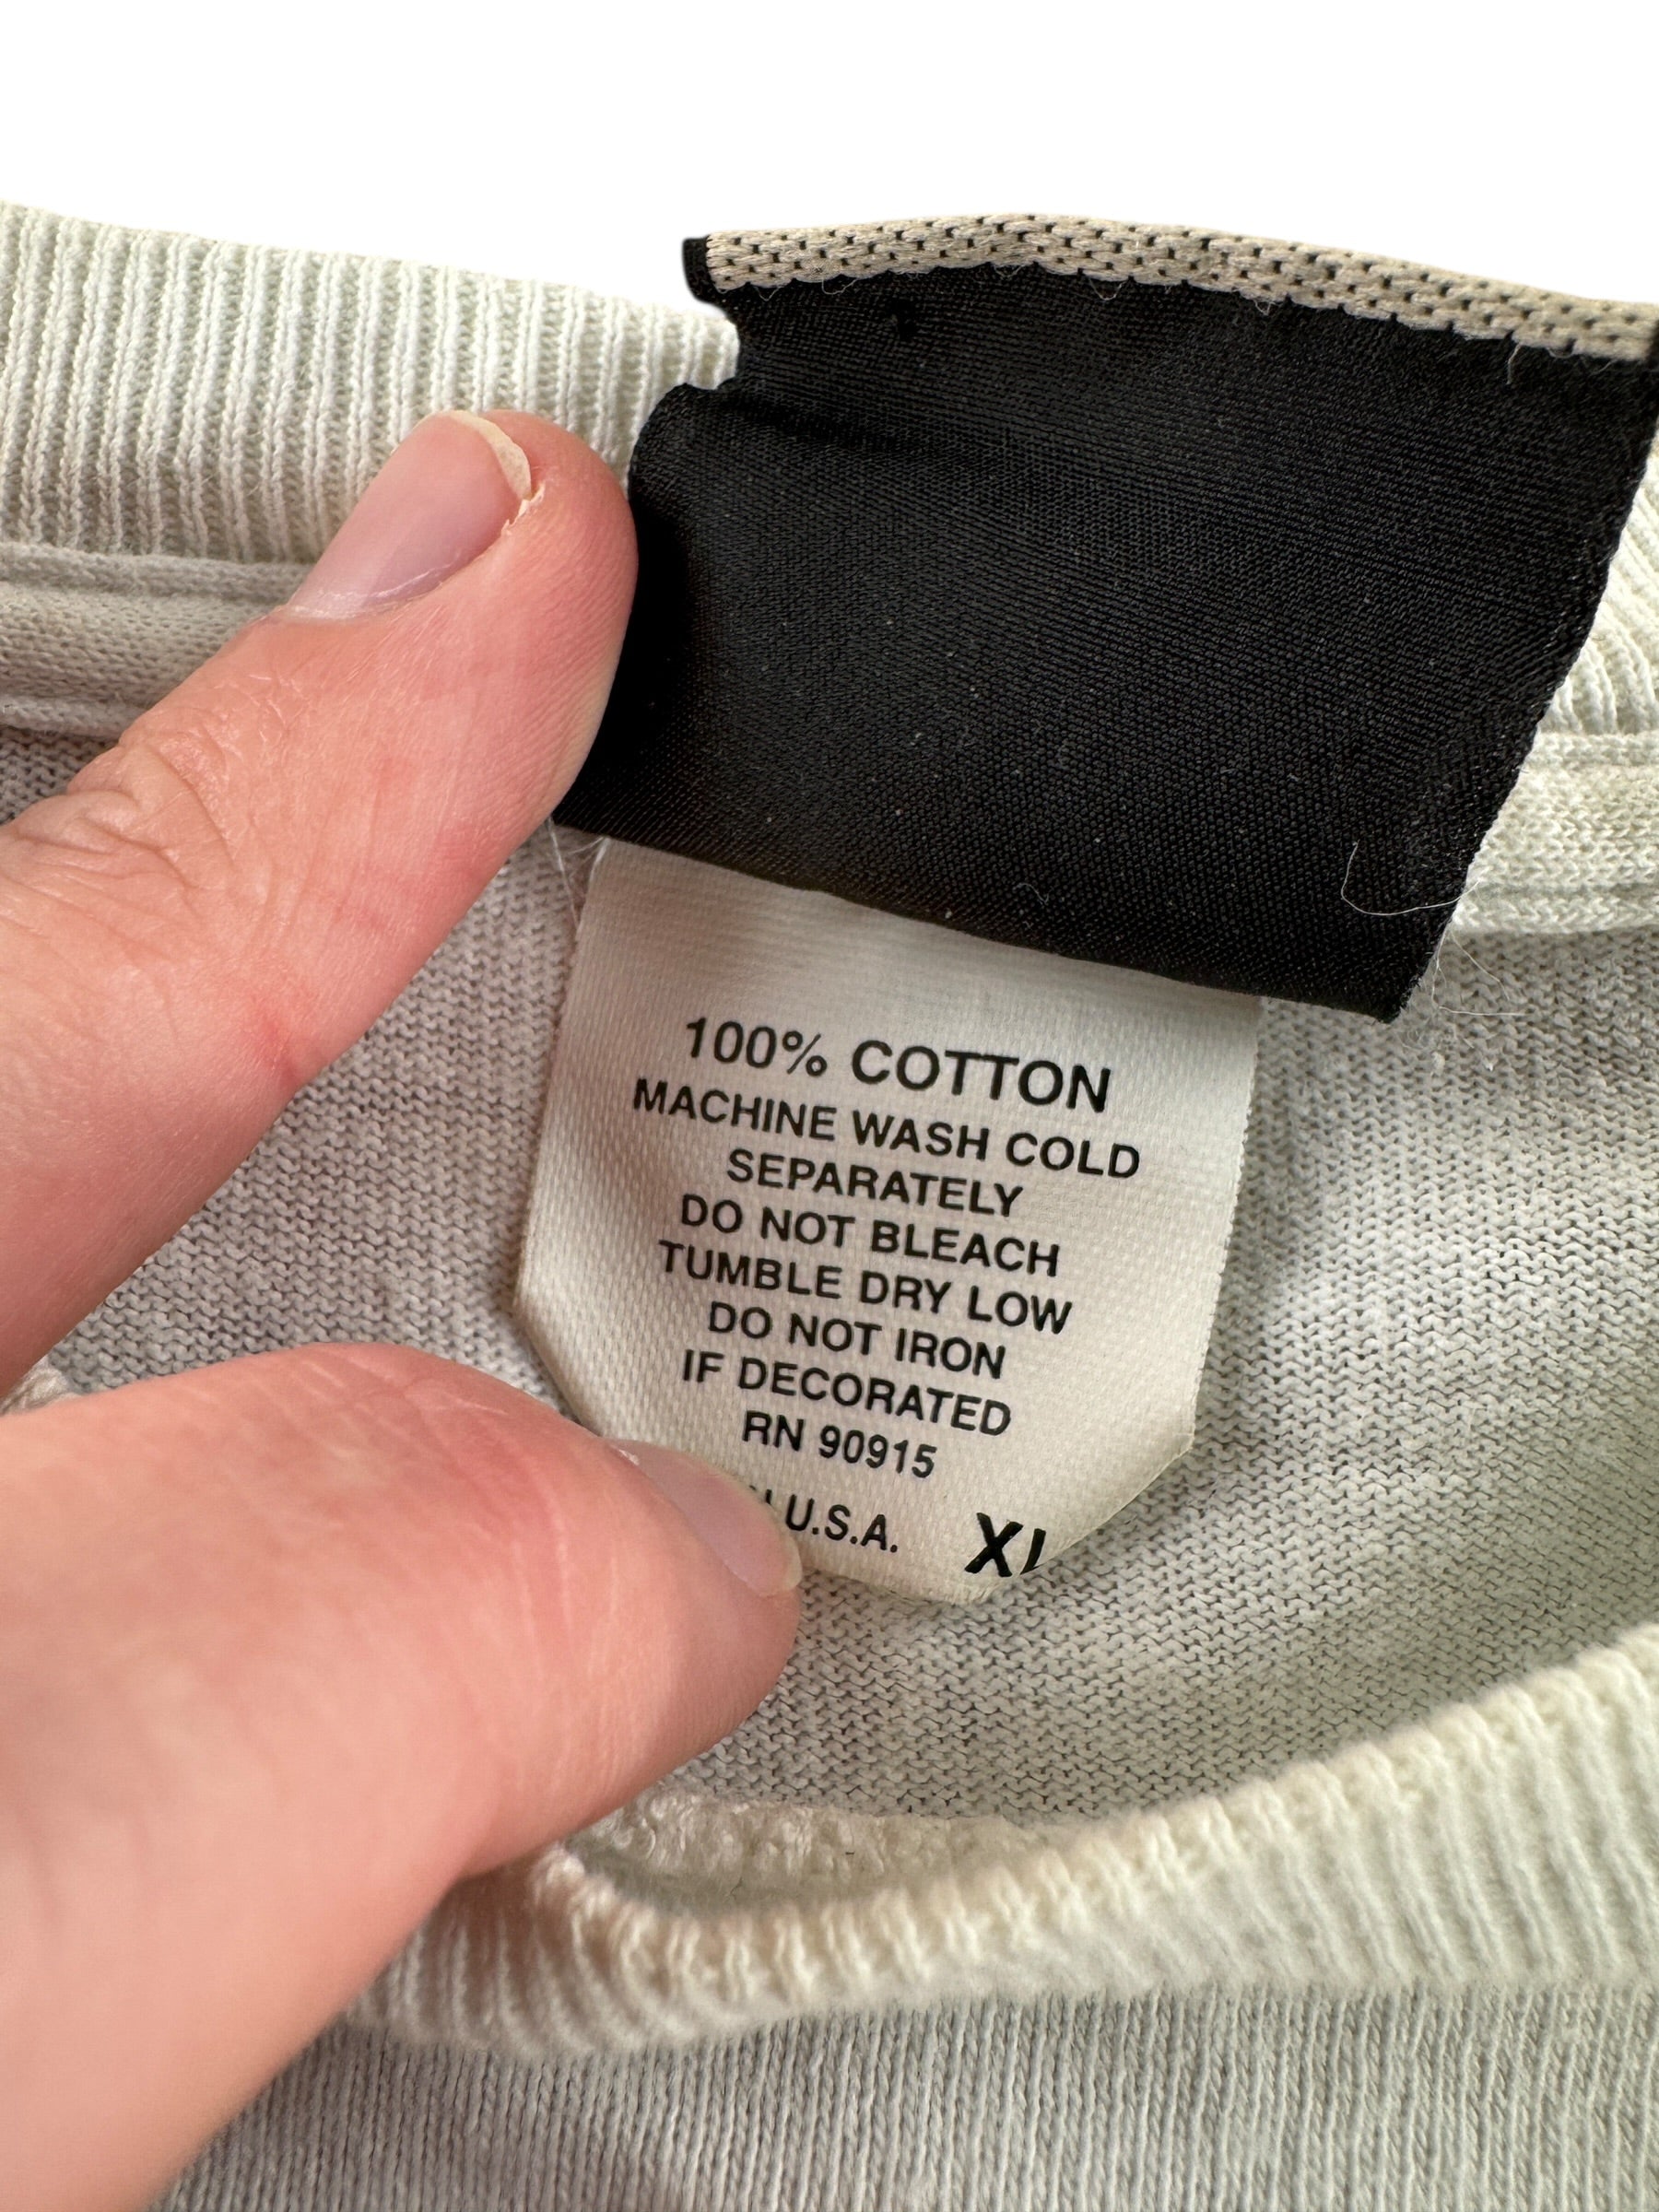 100% COTTON
MACHINE WASH COLD
SEPARATELY
DO NOT BLEACH
TUMBLE DRY LOW
DO NOT IRON
IF DECORATED
RN 90915
U.S.A. XL